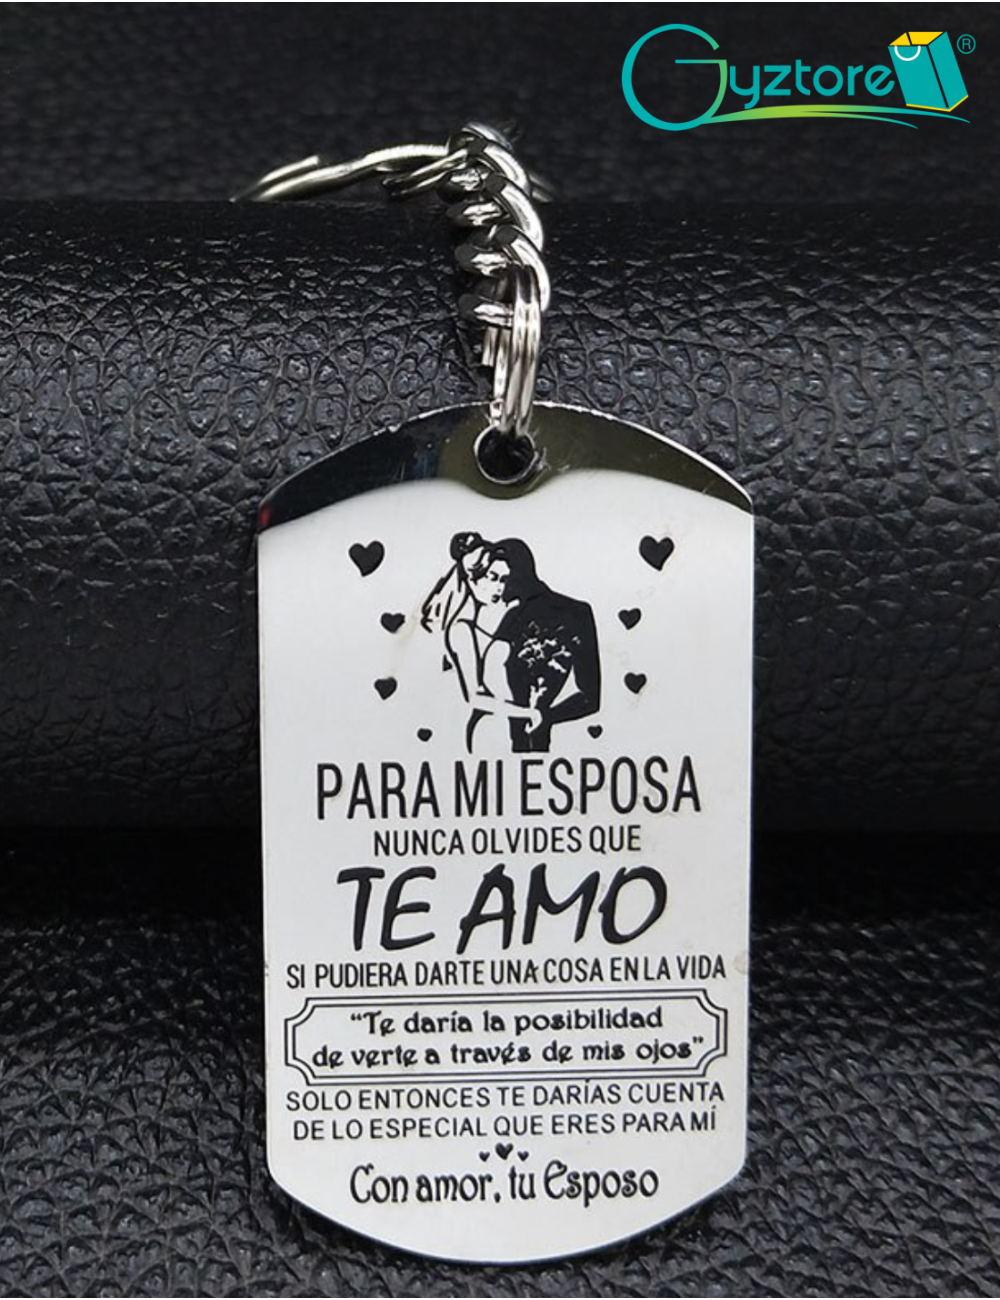 Gyztore®
PARA MI ESPOSA
NUNCA OLVIDES QUE
TE AMO
SI PUDIERA DARTE UNA COSA EN LA VIDA
“Te daría la posibilidad
de verte a través de mis ojos”
SOLO ENTONCES TE DARÍAS CUENTA
DE LO ESPECIAL QUE ERES PARA MÍ
Con amor, tu Esposo